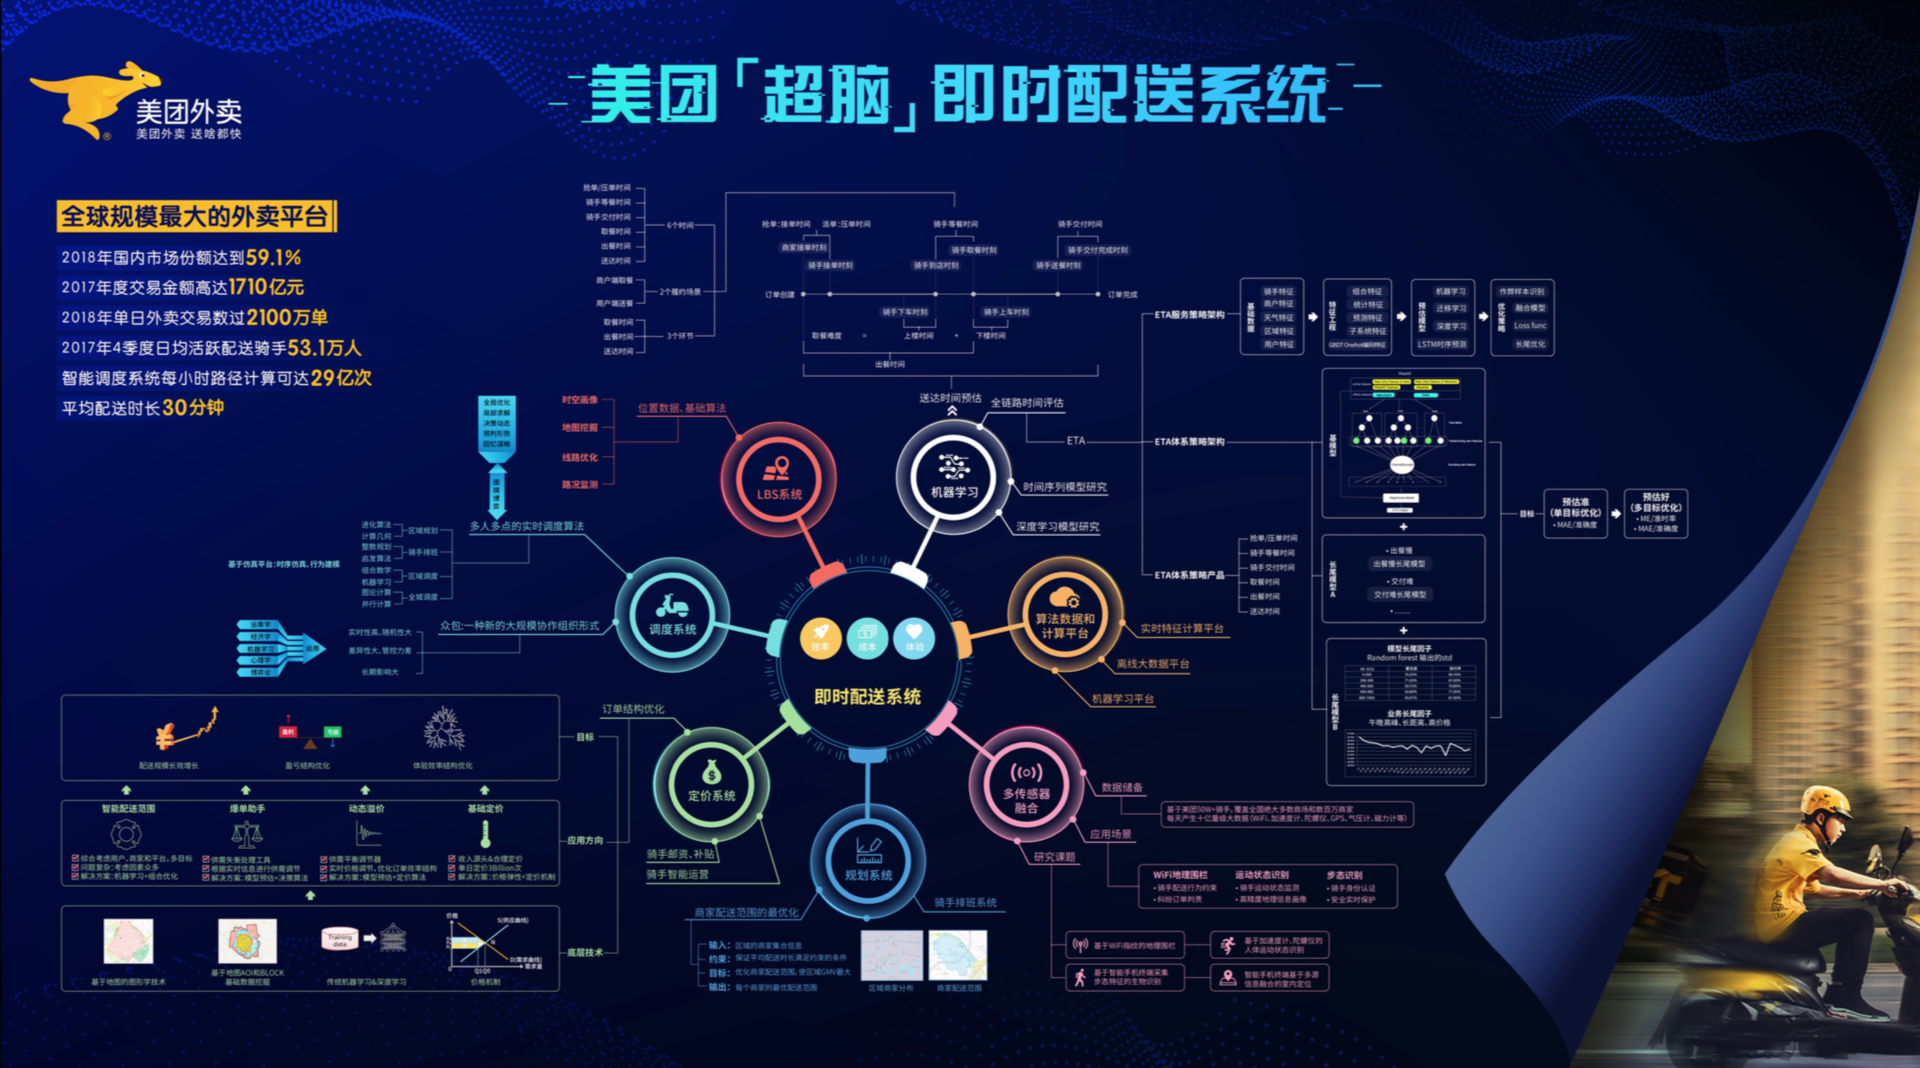 美团外卖
美团外卖 送啥都快
美团「超脑」即时配送系统
全球规模最大的外卖平台
2018年国内市场份额达到59.1%
2017年度交易金额高达1710亿元
2018年单日外卖交易数过2100万单
2017年4季度日均活跃配送骑手53.1万人
智能调度系统每小时路径计算可达29亿次
平均配送时长30分钟
抢单/压单时间
骑手等餐时间
骑手交付时间
取餐时间
出餐时间
送达时间
6个时间
商户端取餐
用户端送餐
2个履约场景
取餐时间
出餐时间
送达时间
3个环节
抢单:接单时间
派单:压单时间
骑手等餐时间
骑手交付时间
商家接单时刻
骑手取餐时刻
骑手交付完成时刻
骑手接单时刻
骑手到店时刻
骑手送餐时刻
订单创建
订单完成
骑手下车时刻
骑手上车时刻
取餐难度
=
上楼时间
+
下楼时间
出餐时间
送达时间预估
全链路时间评估
ETA
机器学习
时间序列模型研究
深度学习模型研究
ETA服务策略架构
基础数据
骑手特征
商户特征
天气特征
区域特征
用户特征
特征工程
组合特征
统计特征
预测特征
子系统特征
GBDT Onehot编码特征
预估模型
机器学习
迁移学习
深度学习
LSTM时序预测
优化策略
作弊样本识别
融合模型
Loss func
长尾优化
ETA体系策略架构
基模型
+
长尾模型A
• 出餐慢
出餐慢长尾模型
• 交付难
交付难长尾模型
+
长尾模型B
模型长尾因子
Random forest 输出的std
业务长尾因子
午晚高峰、长距离、高价格
目标
预估准
(单目标优化)
• MAE/准确度
预估好
(多目标优化)
• ME/准时率
• MAE/准确度
ETA体系策略产品
抢单/压单时间
骑手等餐时间
骑手交付时间
取餐时间
出餐时间
送达时间
时空画像
地图挖掘
线路优化
路况监测
位置数据、基础算法
LBS系统
全局优化
局部求解
决策动态
预判形势
回忆谋略
围棋博弈
多人多点的实时调度算法
进化算法
计算几何
区域规划
整数规划
启发算法
骑手排班
组合数学
机器学习
区域调度
图论计算
并行计算
全城调度
基于仿真平台:时序仿真、行为建模
众包:一种新的大规模协作组织形式
运筹学
经济学
机器学习
心理学
博弈论
运用
实时性高、随机性大
差异性大、管控力差
长期影响大
调度系统
效率
成本
体验
即时配送系统
算法数据和
计算平台
实时特征计算平台
离线大数据平台
机器学习平台
订单结构优化
定价系统
骑手邮资、补贴
骑手智能运营
目标
应用方向
底层技术
盈利
亏损
配送规模长效增长
盈亏结构优化
体验效率结构优化
智能配送范围
综合考虑用户、商家和平台,多目标
问题复杂:考虑因素众多
解决方案:机器学习+组合优化
爆单助手
供需失衡处理工具
根据实时信息进行供需调节
解决方案:模型预估+决策算法
动态溢价
供需平衡调节器
实时价格调节,优化订单效率结构
解决方案:模型预估+定价算法
基础定价
收入源头&合理定价
单日定价3Billion次
解决方案:价格弹性+定价机制
基于地图的图形学技术
基于地图AOI和BLOCK
基础数据挖掘
Training
data
传统机器学习&深度学习
价格
S(供应曲线)
D(需求曲线)
需求量
Q1Q0
价格机制
规划系统
商家配送范围的最优化
骑手排班系统
输入: 区域的商家集合信息
约束: 保证平均配送时长满足约束的条件
目标: 优化商家配送范围,使区域GMV最大
输出: 每个商家的最优配送范围
区域商家分布
商家配送范围
多传感器
融合
数据储备
基于美团50W+骑手,覆盖全国绝大多数商场和数百万商家
每天产生十亿量级大数据(WiFi、加速度计、陀螺仪、GPS、气压计、磁力计等)
应用场景
WiFi地理围栏
• 骑手配送行为约束
• 纠纷订单判责
运动状态识别
• 骑手运动状态监测
• 高精度地理信息画像
步态识别
• 骑手身份认证
• 安全实时保护
研究课题
基于WiFi指纹的地理围栏
基于加速度计、陀螺仪的
人体运动状态识别
基于智能手机终端采集
步态特征的生物识别
智能手机终端基于多源
信息融合的室内定位